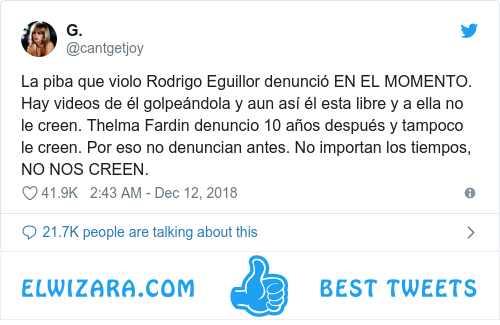 G.
@cantgetjoy
La piba que violo Rodrigo Eguillor denunció EN EL MOMENTO.
Hay videos de él golpeándola y aun así él esta libre y a ella no
le creen. Thelma Fardin denuncio 10 años después y tampoco
le creen. Por eso no denuncian antes. No importan los tiempos,
NO NOS CREEN.
41.9K 2:43 AM - Dec 12, 2018
21.7K people are talking about this
ELWIZARA.COM BEST TWEETS